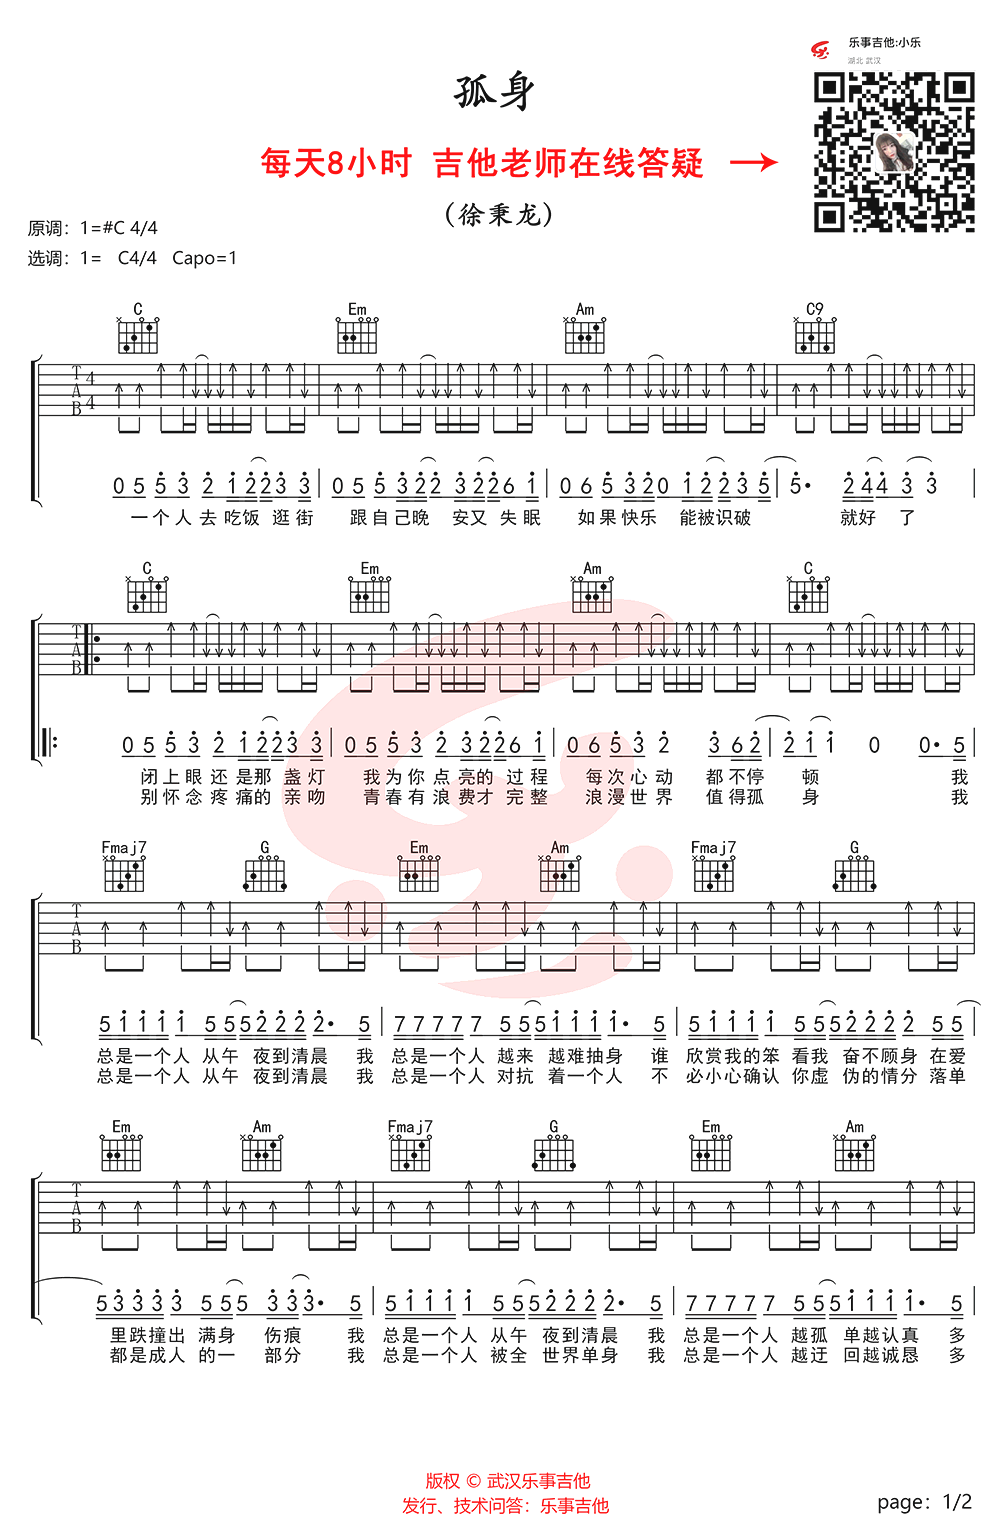 乐事吉他:小乐
湖北 武汉
孤身
每天8小时 吉他老师在线答疑 →
(徐秉龙)
原调：1=#C 4/4
选调：1= C4/4 Capo=1
C Em Am C9
T A B 4 4
0 5 5 3 2 1 2 2 3 3 | 0 5 5 3 2 2 3 2 2 6 1 | 0 6 5 3 2 0 1 2 2 3 5 | 5· 2 4 4 3 3 |
一个人去吃饭 逛街 跟自己晚 安又 失眠 如果快乐 能被识破 就好 了
C Em Am C
T A B
0 5 5 3 2 1 2 2 3 3 | 0 5 5 3 2 3 2 2 6 1 | 0 6 5 3 2 3 6 2 | 2 1 1 0 0· 5
闭上眼还是那 盏灯 我为你点亮的 过程 每次心动 都不停 顿 我
别怀念疼痛的 亲吻 青春有浪费才 完整 浪漫世界 值得孤 身 我
Fmaj7 G Em Am Fmaj7 G
T A B
5 1 1 1 1 5 5 5 2 2 2 2· 5 | 7 7 7 7 7 5 5 5 1 1 1 1· 5 | 5 1 1 1 1 5 5 5 2 2 2 2 5 5
总是一个人 从午 夜到清晨 我 总是一个人 越来 越难抽身 谁 欣赏我的笨 看我 奋不顾身 在爱
总是一个人 从午 夜到清晨 我 总是一个人 对抗 着一个人 不 必小心确认 你虚 伪的情分 落单
Em Am Fmaj7 G Em Am
T A B
5 3 3 3 3 5 5 5 3 3 3· 5 | 5 1 1 1 1 5 5 5 2 2 2 2· 5 | 7 7 7 7 7 5 5 5 1 1 1 1· 5
里跌撞出 满身 伤痕 我 总是一个人 从午 夜到清晨 我 总是一个人 越孤 单越认真 多
都是成人 的一 部分 我 总是一个人 被全 世界单身 我 总是一个人 越迂 回越诚恳 多
版权 © 武汉乐事吉他
发行、技术问答：乐事吉他
page：1/2